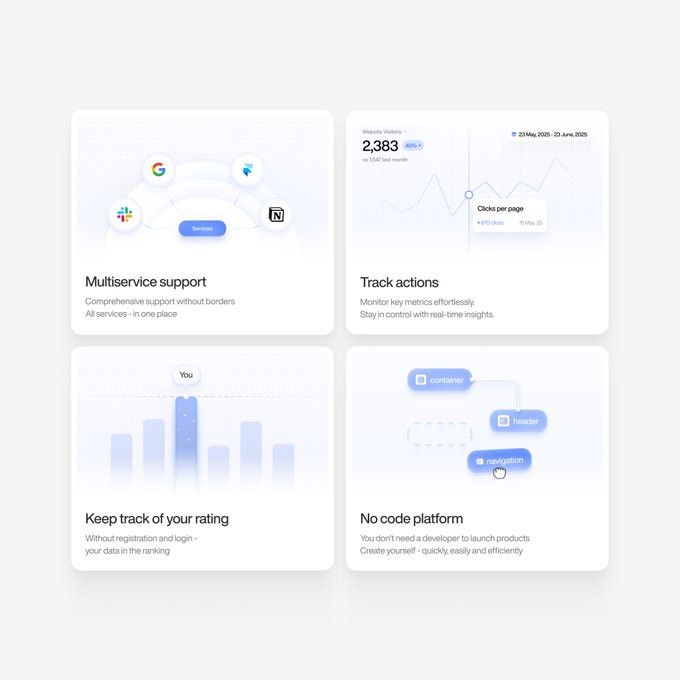 Services
Multiservice support
Comprehensive support without borders
All services - in one place
Website Visitors
2,383 40%
vs 7,547 last month
23 May, 2025 - 23 June, 2025
Clicks per page
+870 clicks 15 May, 25
Track actions
Monitor key metrics effortlessly.
Stay in control with real-time insights.
You
Keep track of your rating
Without registration and login -
your data in the ranking
container
header
navigation
No code platform
You don't need a developer to launch products
Create yourself - quickly, easily and efficiently